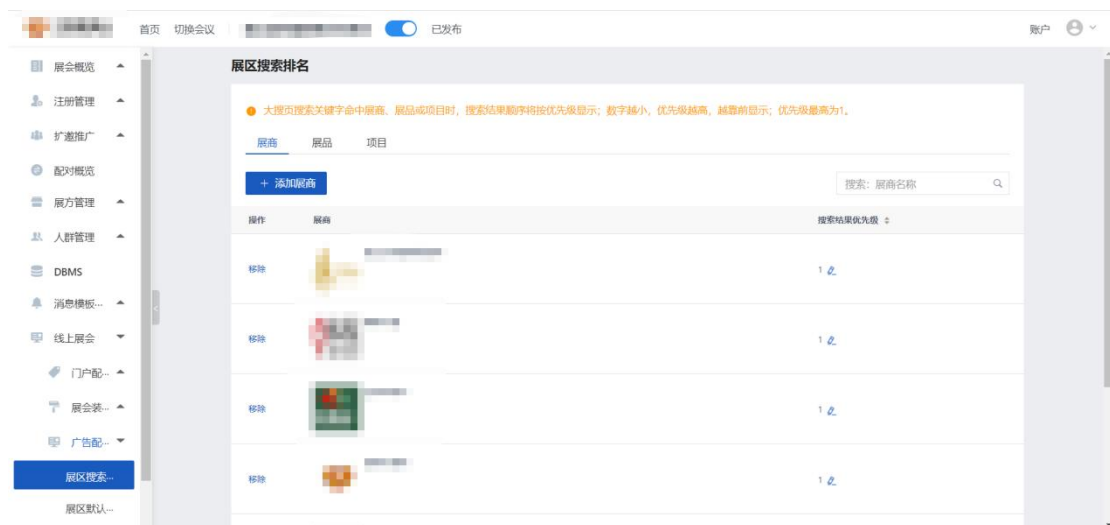 首页 切换会议 已发布 账户
展会概览
注册管理
扩邀推广
配对概览
展方管理
人群管理
DBMS
消息模板...
线上展会
门户配...
展会装...
广告配...
展区搜索...
展区默认...
展区搜索排名
大搜页搜索关键字命中展商、展品或项目时，搜索结果顺序将按优先级显示；数字越小，优先级越高，越靠前显示；优先级最高为1。
展商 展品 项目
+ 添加展商 搜索：展商名称
操作 展商 搜索结果优先级
移除 1
移除 1
移除 1
移除 1